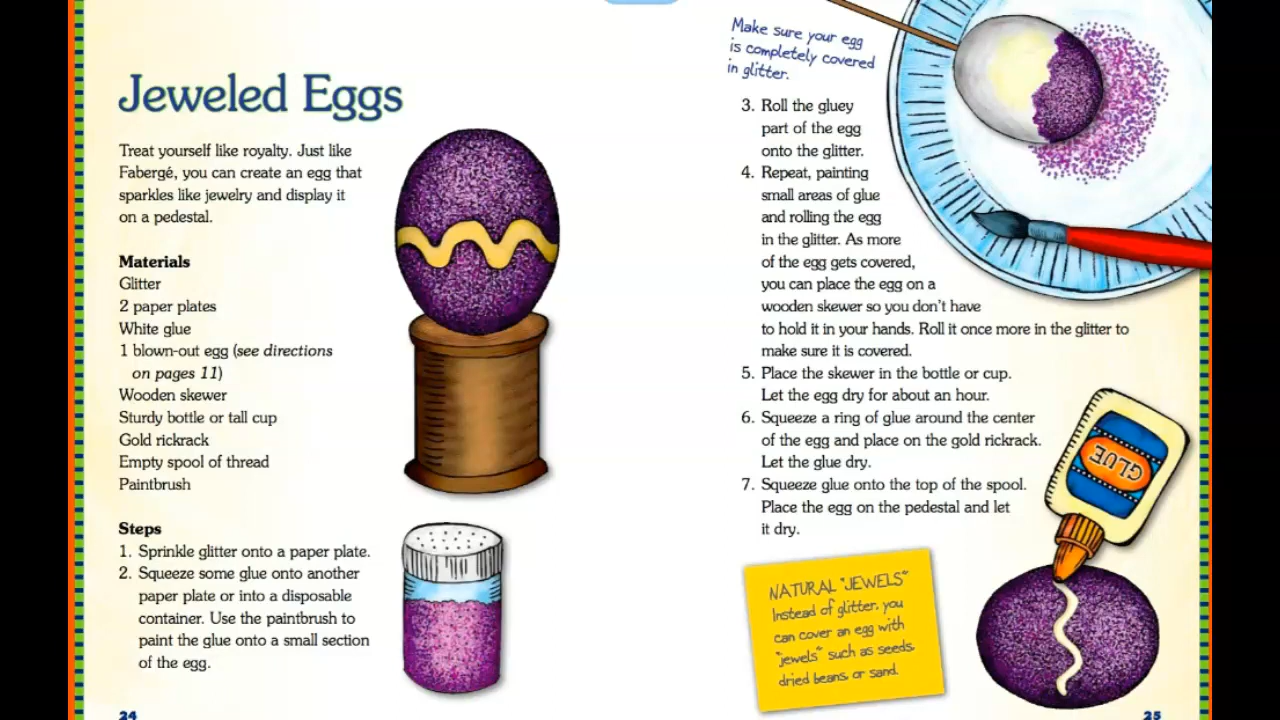 Jeweled Eggs
Treat yourself like royalty. Just like
Fabergé, you can create an egg that
sparkles like jewelry and display it
on a pedestal.
Materials
Glitter
2 paper plates
White glue
1 blown-out egg (see directions
on pages 11)
Wooden skewer
Sturdy bottle or tall cup
Gold rickrack
Empty spool of thread
Paintbrush
Steps
1. Sprinkle glitter onto a paper plate.
2. Squeeze some glue onto another
paper plate or into a disposable
container. Use the paintbrush to
paint the glue onto a small section
of the egg.
24
Make sure your egg
is completely covered
in glitter.
3. Roll the gluey
part of the egg
onto the glitter.
4. Repeat, painting
small areas of glue
and rolling the egg
in the glitter. As more
of the egg gets covered,
you can place the egg on a
wooden skewer so you don't have
to hold it in your hands. Roll it once more in the glitter to
make sure it is covered.
5. Place the skewer in the bottle or cup.
Let the egg dry for about an hour.
6. Squeeze a ring of glue around the center
of the egg and place on the gold rickrack.
Let the glue dry.
7. Squeeze glue onto the top of the spool.
Place the egg on the pedestal and let
it dry.
GLUE
NATURAL "JEWELS"
Instead of glitter, you
can cover an egg with
"jewels" such as seeds,
dried beans, or sand.
25